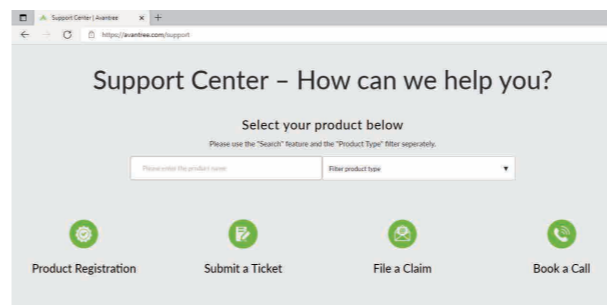 Support Center | Avantree
https://avantree.com/support
Support Center – How can we help you?
Select your product below
Please use the "Search" feature and the "Product Type" filter seperately.
Please enter the product name
Filter product type
Product Registration
Submit a Ticket
File a Claim
Book a Call